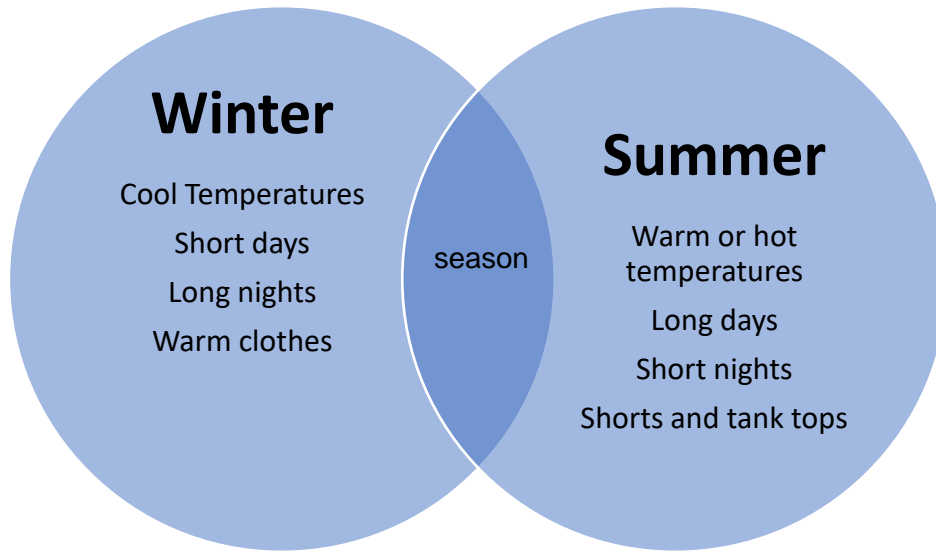 Winter
Cool Temperatures
Short days
Long nights
Warm clothes
season
Summer
Warm or hot
temperatures
Long days
Short nights
Shorts and tank tops